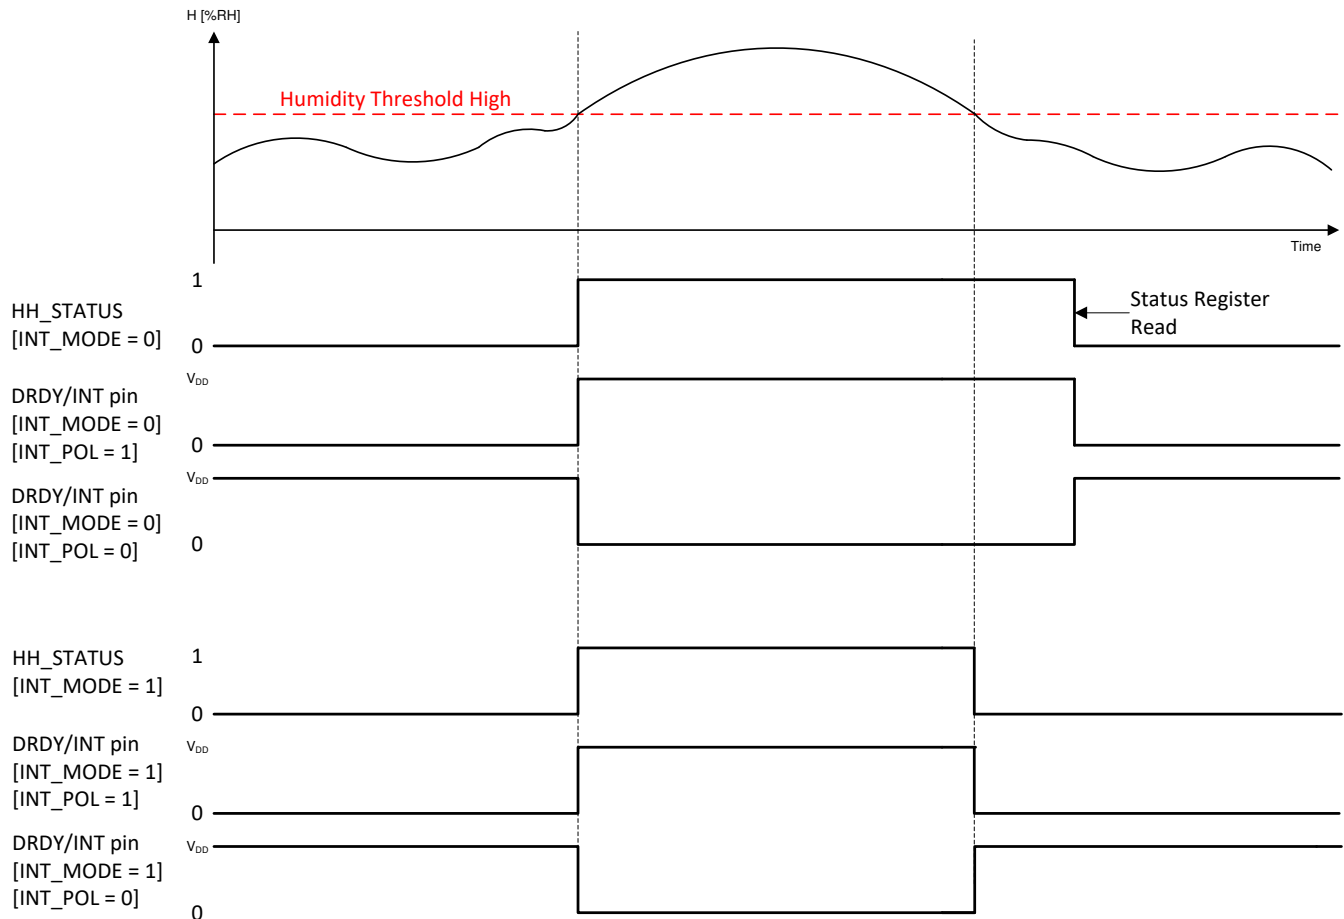 H [%RH]
Humidity Threshold High
Time
1
HH_STATUS
[INT_MODE = 0]
0
Status Register
Read
VDD
DRDY/INT pin
[INT_MODE = 0]
[INT_POL = 1]
0
VDD
DRDY/INT pin
[INT_MODE = 0]
[INT_POL = 0]
0
HH_STATUS
1
[INT_MODE = 1]
0
DRDY/INT pin
VDD
[INT_MODE = 1]
[INT_POL = 1]
0
DRDY/INT pin
VDD
[INT_MODE = 1]
[INT_POL = 0]
0